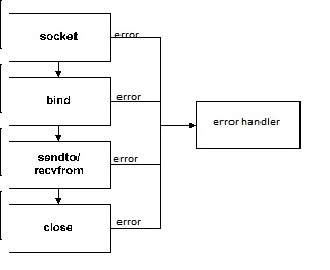 socket
error
bind
error
sendto/
recvfrom
error
close
error
error handler